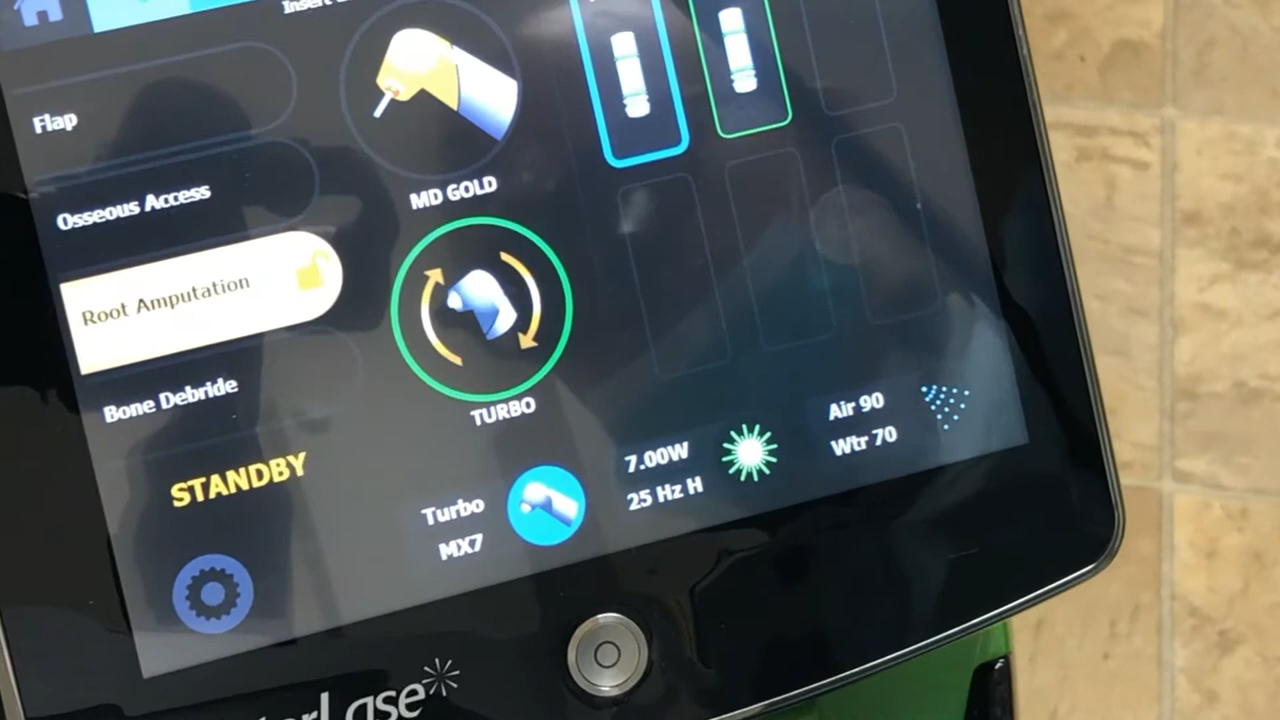 Insert
Flap
Osseous Access
Root Amputation
Bone Debride
STANDBY
MD GOLD
TURBO
Turbo
MX7
7.00W
25 Hz H
Air 90
Wtr 70